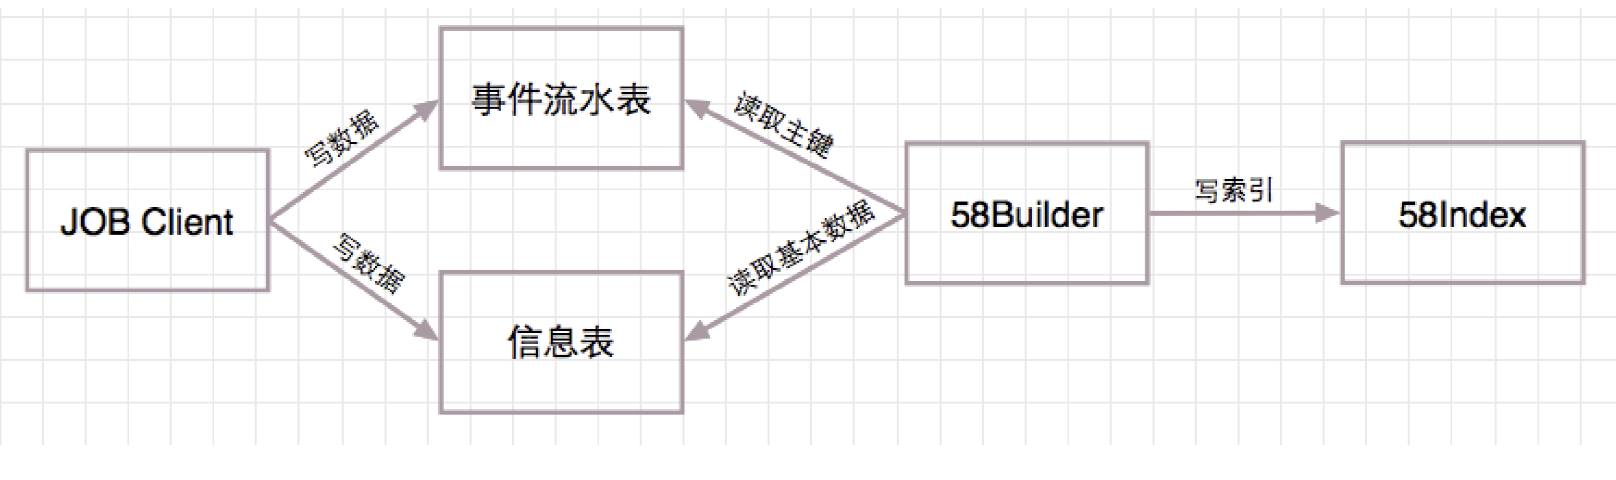 事件流水表
写数据
读取主键
JOB Client
58Builder
写索引
58Index
写数据
读取基本数据
信息表